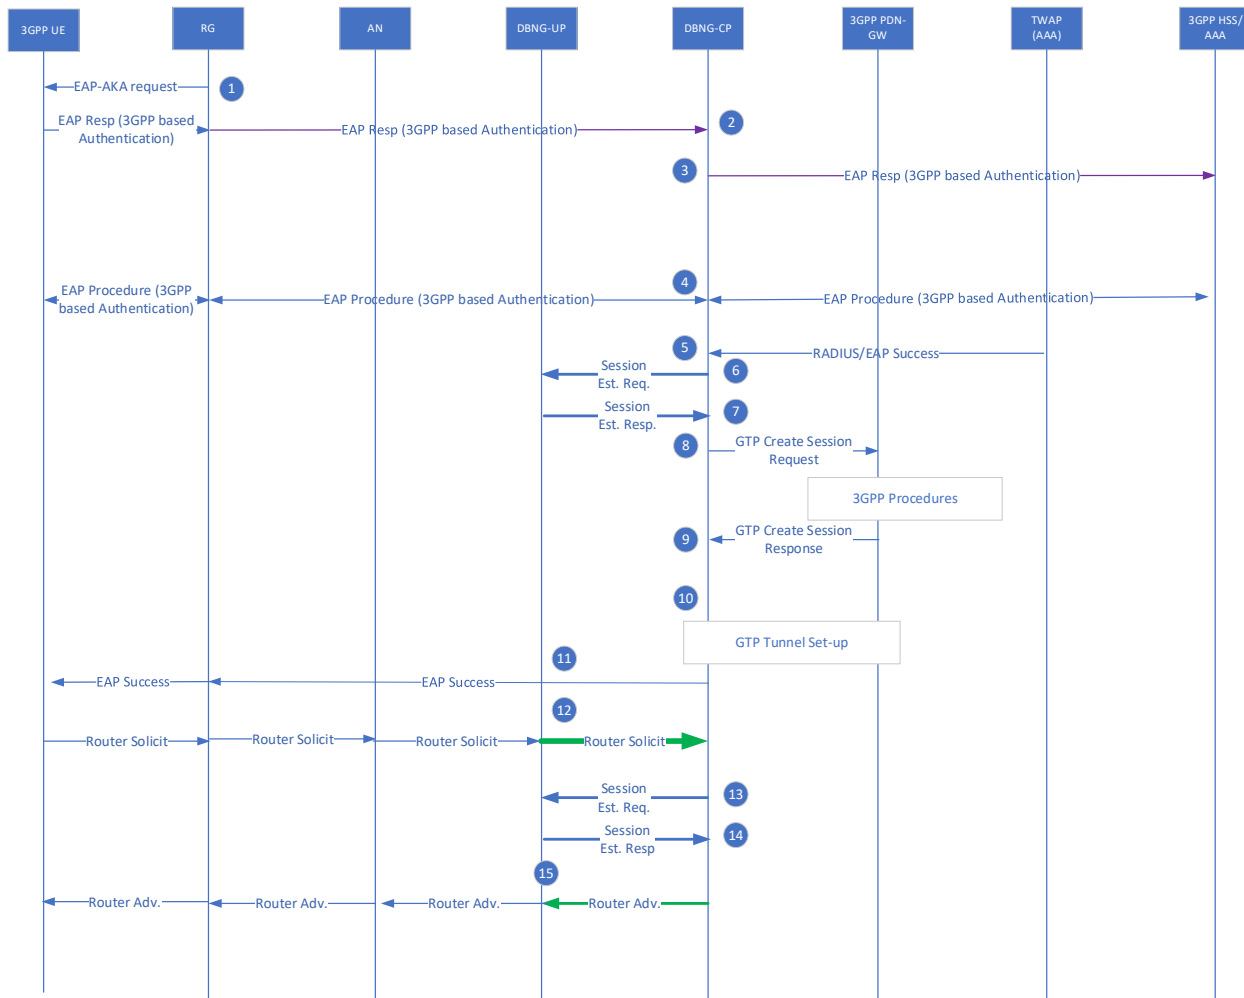 3GPP UE
RG
AN
DBNG-UP
DBNG-CP
3GPP PDN-
GW
TWAP
(AAA)
3GPP HSS/
AAA
EAP-AKA request
1
EAP Resp (3GPP based
Authentication)
EAP Resp (3GPP based Authentication)
2
3
EAP Resp (3GPP based Authentication)
4
EAP Procedure (3GPP
based Authentication)
EAP Procedure (3GPP based Authentication)
EAP Procedure (3GPP based Authentication)
5
RADIUS/EAP Success
Session
Est. Req.
6
Session
Est. Resp.
7
8
GTP Create Session
Request
3GPP Procedures
9
GTP Create Session
Response
10
GTP Tunnel Set-up
11
EAP Success
EAP Success
12
Router Solicit
Router Solicit
Router Solicit
Router Solicit
Session
Est. Req.
13
Session
Est. Resp
14
15
Router Adv.
Router Adv.
Router Adv.
Router Adv.